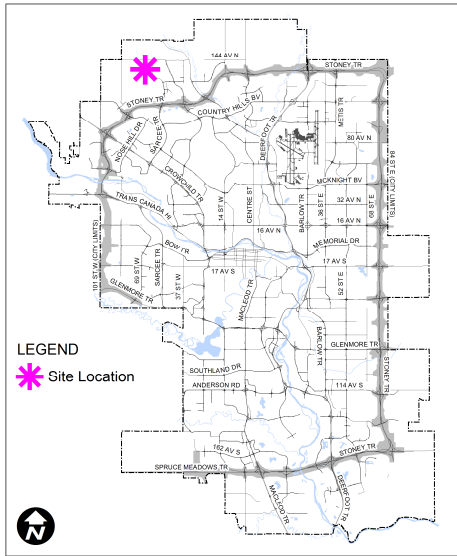 144 AV N
STONEY TR
STONEY TR
COUNTRY HILLS BV
METIS TR
NOSE HILL DR
SARCEE TR
DEERFOOT TR
80 AV N
CROWCHILD TR
MCKNIGHT BV
84 ST E (CITY LIMITS)
TRANS CANADA HI
14 ST W
CENTRE ST
BARLOW TR
36 ST E
32 AV N
68 ST E
16 AV N
16 AV N
101 ST W (CITY LIMITS)
BOW TR
MEMORIAL DR
69 ST W
SARCEE TR
17 AV S
17 AV S
GLENMORE TR
37 ST W
MACLEOD TR
52 ST E
BARLOW TR
GLENMORE TR
LEGEND
Site Location
SOUTHLAND DR
ANDERSON RD
114 AV S
STONEY TR
162 AV S
STONEY TR
SPRUCE MEADOWS TR
MACLEOD TR
DEERFOOT TR
N